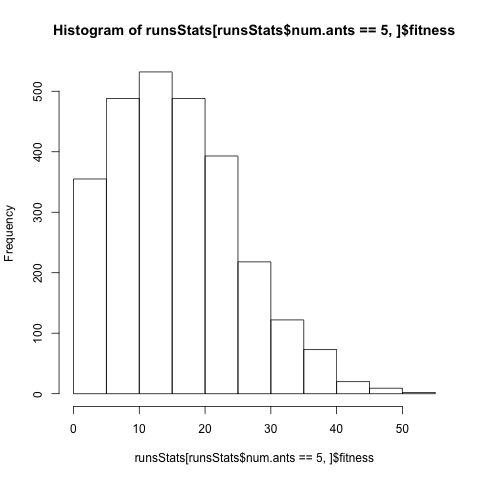 Histogram of runsStats[runsStats$num.ants == 5, ]$fitness
Frequency
500
400
300
200
100
0
0 10 20 30 40 50
runsStats[runsStats$num.ants == 5, ]$fitness